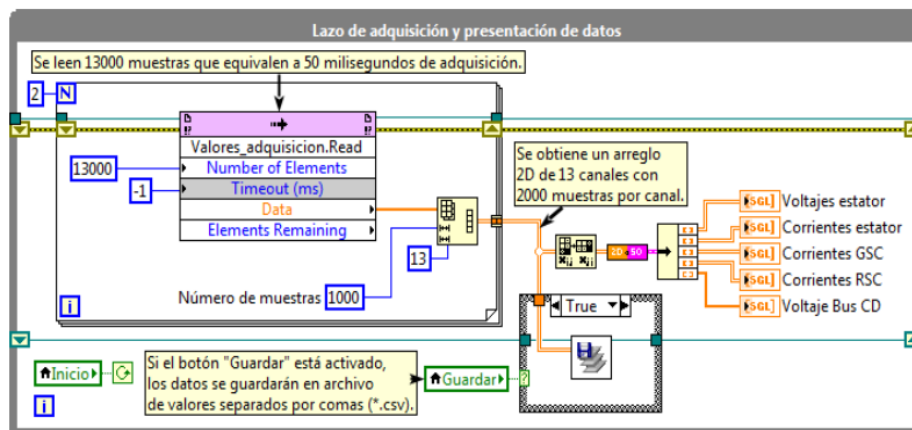 Lazo de adquisición y presentación de datos
Se leen 13000 muestras que equivalen a 50 milisegundos de adquisición.
2
N
Valores_adquisicion.Read
13000
Number of Elements
-1
Timeout (ms)
Data
Elements Remaining
13
Número de muestras
1000
i
Se obtiene un arreglo
2D de 13 canales con
2000 muestras por canal.
2D
SO
[SGL]
Voltajes estator
[SGL]
Corrientes estator
[SGL]
Corrientes GSC
[SGL]
Corrientes RSC
[SGL]
Voltaje Bus CD
True
Inicio
Si el botón "Guardar" está activado,
los datos se guardarán en archivo
de valores separados por comas (*.csv).
Guardar
?
i